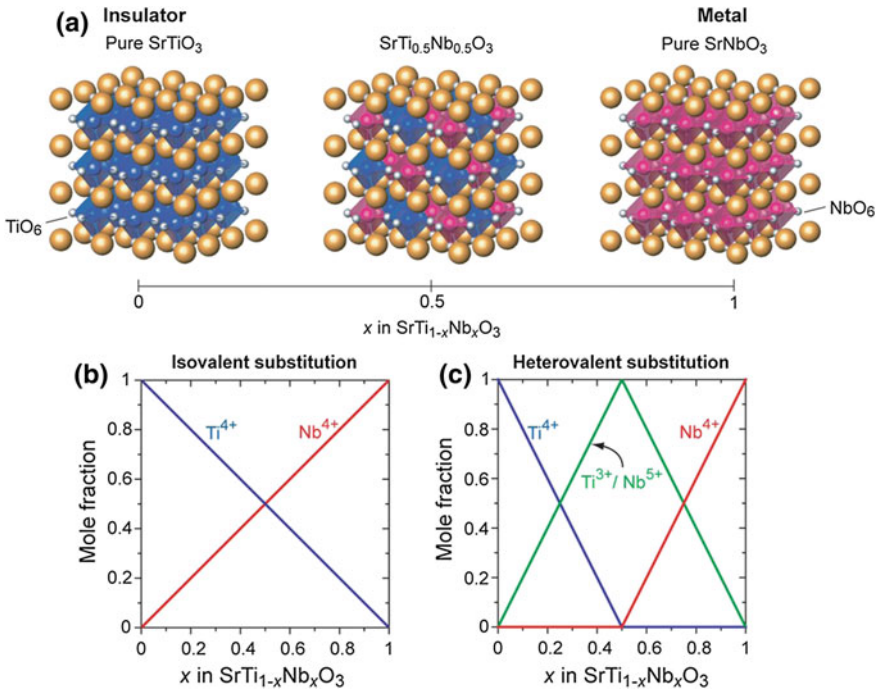 (a)
Insulator
Pure SrTiO₃
SrTi₀.₅Nb₀.₅O₃
Metal
Pure SrNbO₃
TiO₆
NbO₆
0
0.5
1
x in SrTi₁₋ₓNbₓO₃
(b)
Isovalent substitution
Mole fraction
1
0.8
0.6
0.4
0.2
0
Ti⁴⁺
Nb⁴⁺
0 0.2 0.4 0.6 0.8 1
x in SrTi₁₋ₓNbₓO₃
(c)
Heterovalent substitution
Mole fraction
1
0.8
0.6
0.4
0.2
0
Ti⁴⁺
Nb⁴⁺
Ti³⁺/ Nb⁵⁺
0 0.2 0.4 0.6 0.8 1
x in SrTi₁₋ₓNbₓO₃